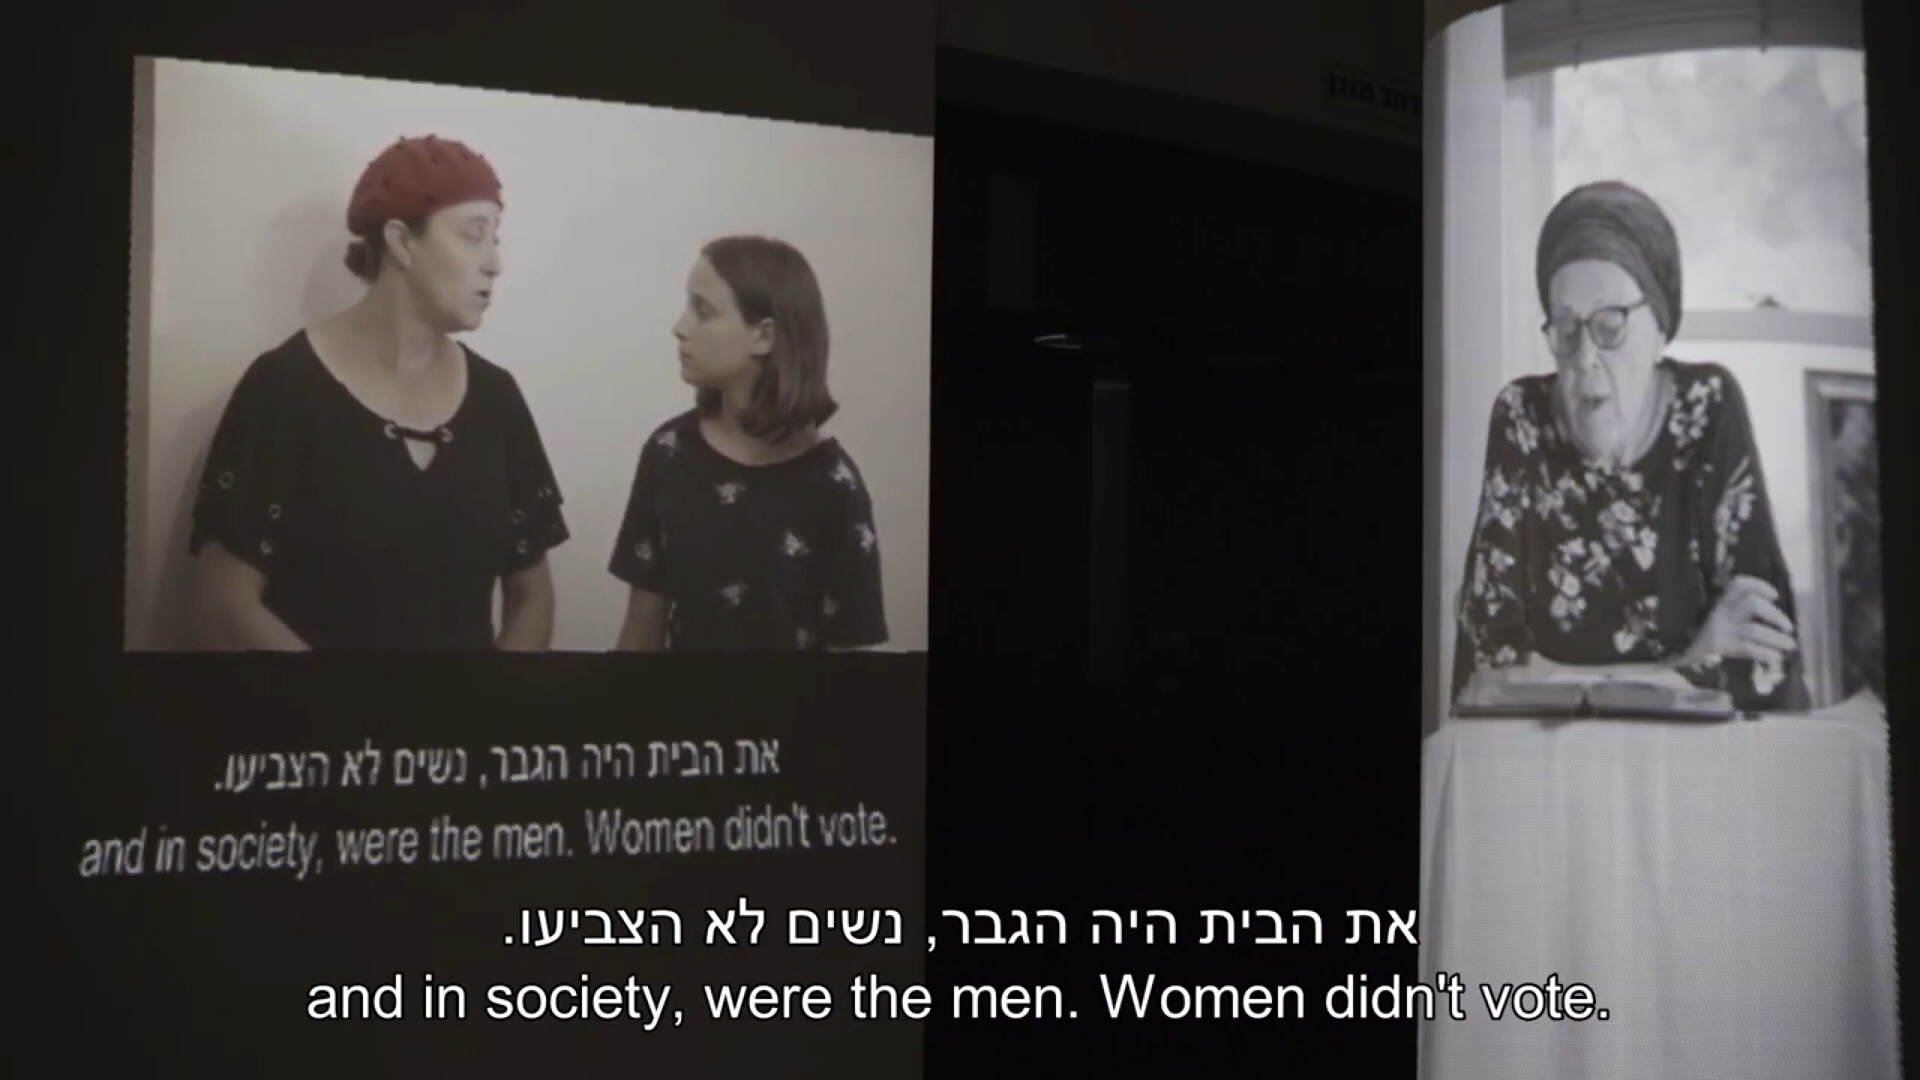 את הבית היה הגבר, נשים לא הצביעו.
and in society, were the men. Women didn't vote.
את הבית היה הגבר, נשים לא הצביעו.
and in society, were the men. Women didn't vote.